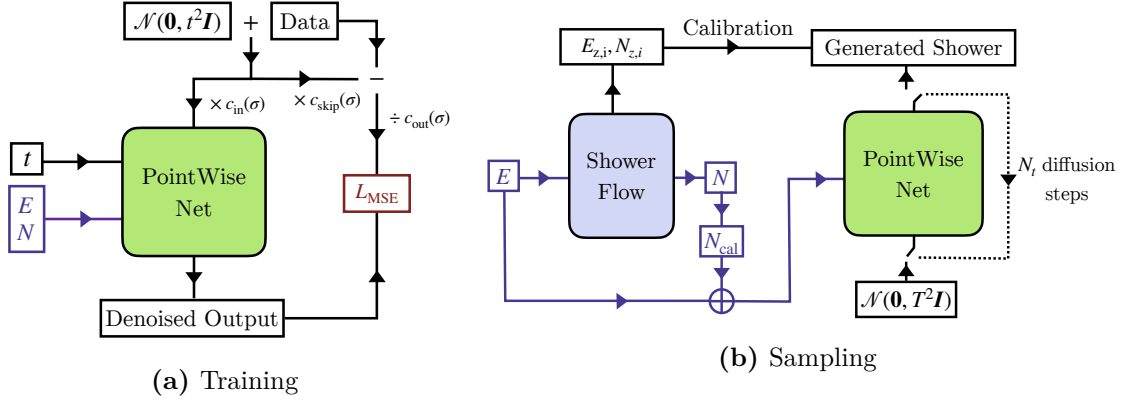 𝒩(𝟎, t²𝑰) + Data
−
× c_in(σ)
× c_skip(σ)
÷ c_out(σ)
t
E
N
PointWise
Net
L_MSE
Denoised Output
(a) Training
E_z,i, N_z,i
Calibration
Generated Shower
E
Shower
Flow
N
N_cal
PointWise
Net
N_t diffusion
steps
𝒩(𝟎, T²𝑰)
(b) Sampling